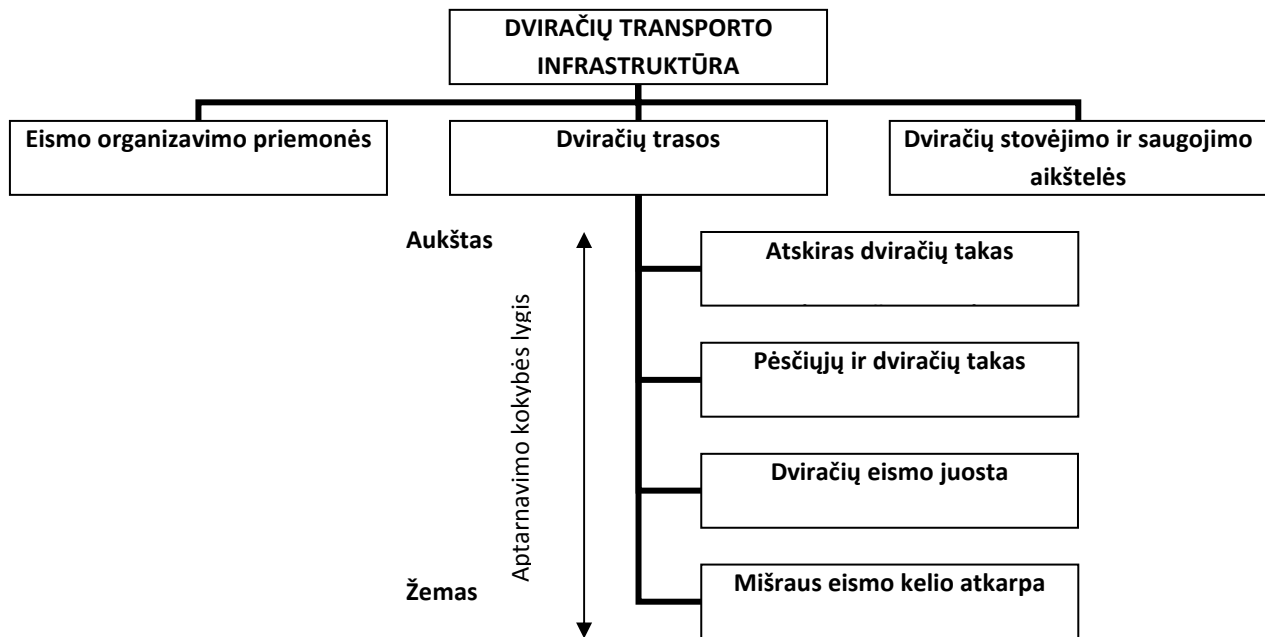 DVIRAČIŲ TRANSPORTO
INFRASTRUKTŪRA
Eismo organizavimo priemonės
Dviračių trasos
Dviračių stovėjimo ir saugojimo
aikštelės
Aukštas
Aptarnavimo kokybės lygis
Žemas
Atskiras dviračių takas
Pėsčiųjų ir dviračių takas
Dviračių eismo juosta
Mišraus eismo kelio atkarpa